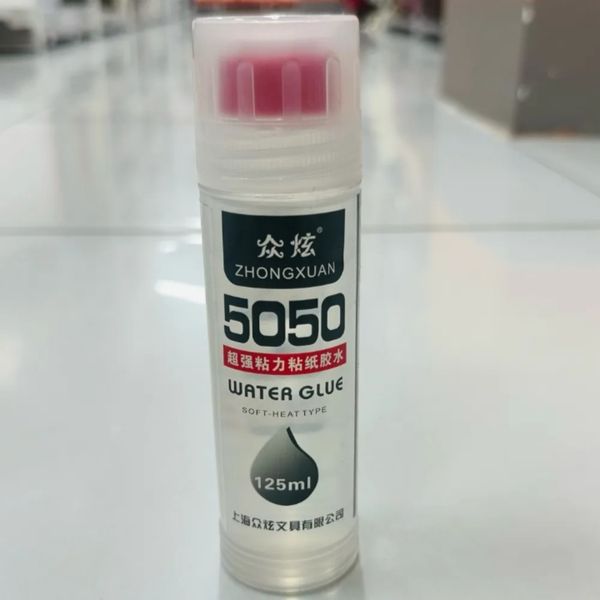 众炫®
ZHONGXUAN
5050
超强粘力粘纸胶水
WATER GLUE
SOFT-HEAT TYPE
125ml
上海众炫文具有限公司